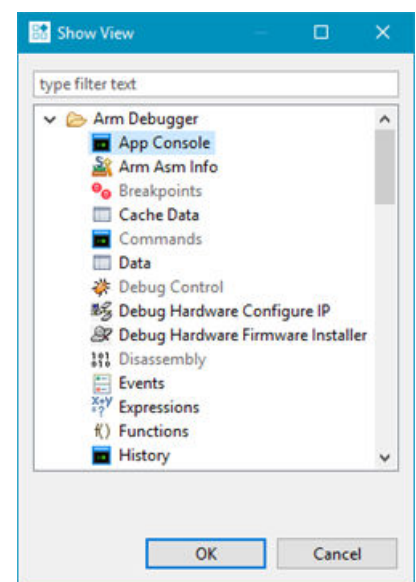 Show View
type filter text
Arm Debugger
App Console
Arm Asm Info
Breakpoints
Cache Data
Commands
Data
Debug Control
Debug Hardware Configure IP
Debug Hardware Firmware Installer
Disassembly
Events
Expressions
f() Functions
History
OK
Cancel